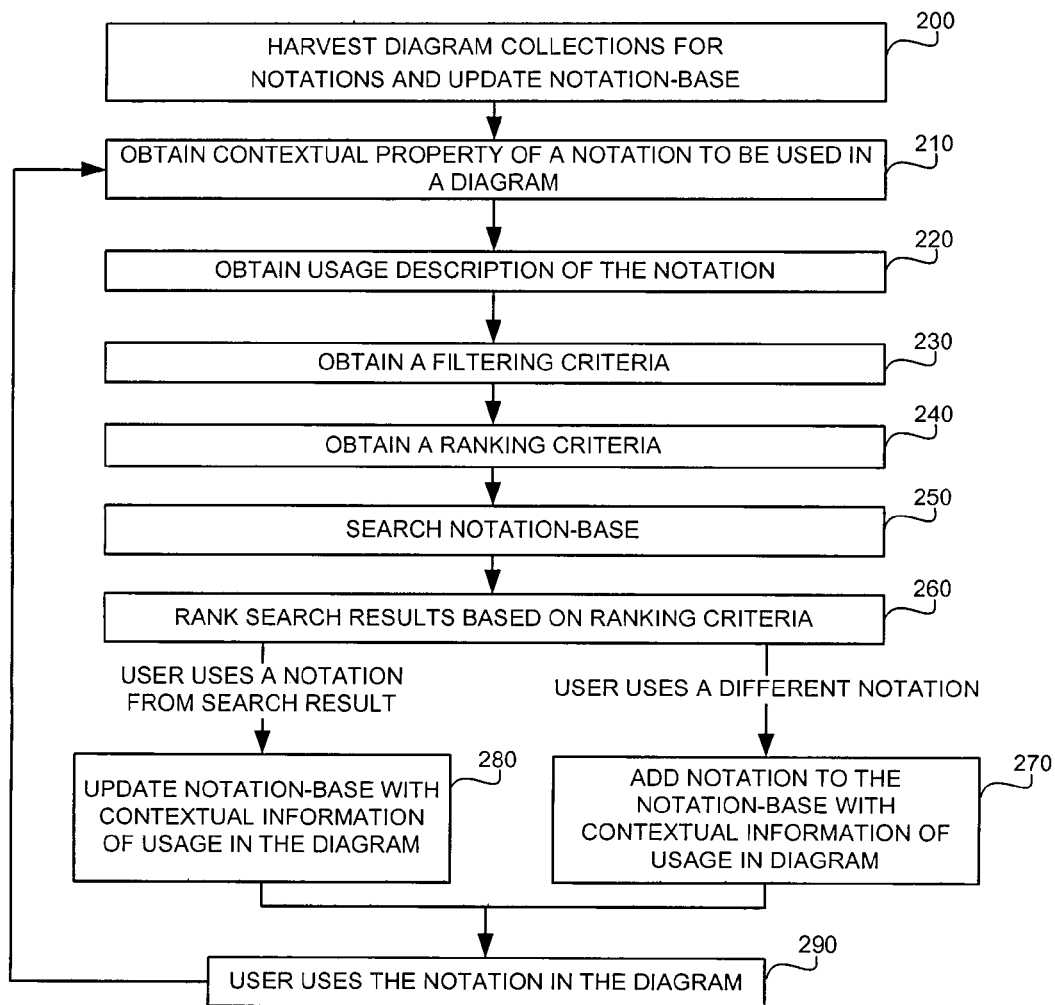 200
HARVEST DIAGRAM COLLECTIONS FOR
NOTATIONS AND UPDATE NOTATION-BASE
210
OBTAIN CONTEXTUAL PROPERTY OF A NOTATION TO BE USED IN
A DIAGRAM
220
OBTAIN USAGE DESCRIPTION OF THE NOTATION
230
OBTAIN A FILTERING CRITERIA
240
OBTAIN A RANKING CRITERIA
250
SEARCH NOTATION-BASE
260
RANK SEARCH RESULTS BASED ON RANKING CRITERIA
USER USES A NOTATION
FROM SEARCH RESULT
USER USES A DIFFERENT NOTATION
280
UPDATE NOTATION-BASE WITH
CONTEXTUAL INFORMATION
OF USAGE IN THE DIAGRAM
270
ADD NOTATION TO THE
NOTATION-BASE WITH
CONTEXTUAL INFORMATION OF
USAGE IN DIAGRAM
290
USER USES THE NOTATION IN THE DIAGRAM